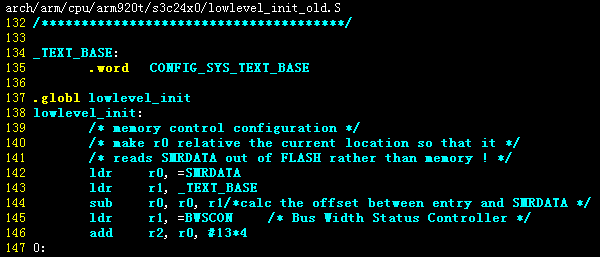 arch/arm/cpu/arm920t/s3c24x0/lowlevel_init_old.S
132 /***************************************/
133
134 _TEXT_BASE:
135 .word CONFIG_SYS_TEXT_BASE
136
137 .globl lowlevel_init
138 lowlevel_init:
139 /* memory control configuration */
140 /* make r0 relative the current location so that it */
141 /* reads SMRDATA out of FLASH rather than memory ! */
142 ldr r0, =SMRDATA
143 ldr r1, _TEXT_BASE
144 sub r0, r0, r1/*calc the offset between entry and SMRDATA */
145 ldr r1, =BWSCON /* Bus Width Status Controller */
146 add r2, r0, #13*4
147 0: